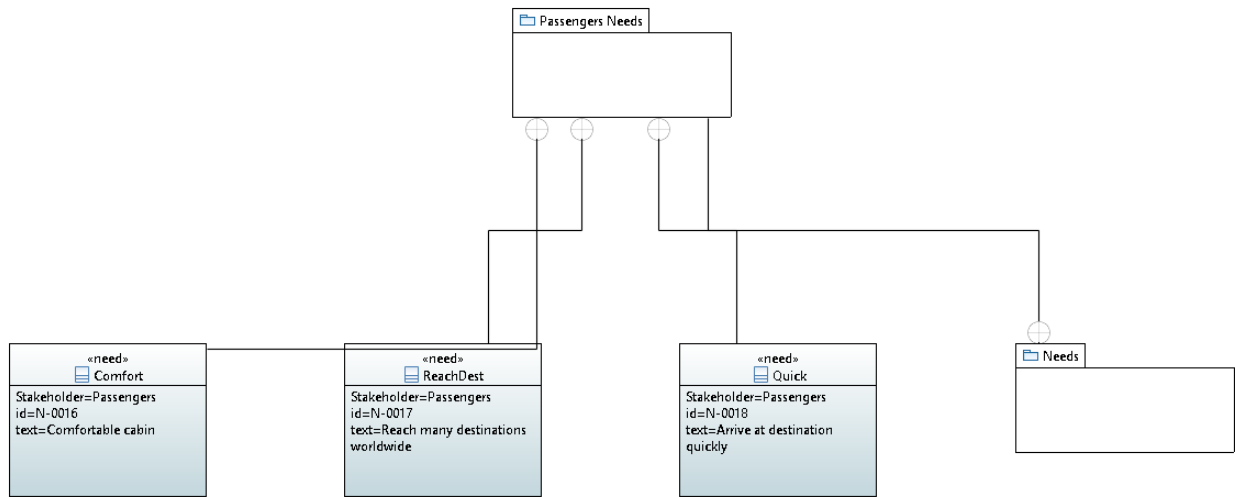 Passengers Needs
«need»
Comfort
Stakeholder=Passengers
id=N-0016
text=Comfortable cabin
«need»
ReachDest
Stakeholder=Passengers
id=N-0017
text=Reach many destinations
worldwide
«need»
Quick
Stakeholder=Passengers
id=N-0018
text=Arrive at destination
quickly
Needs